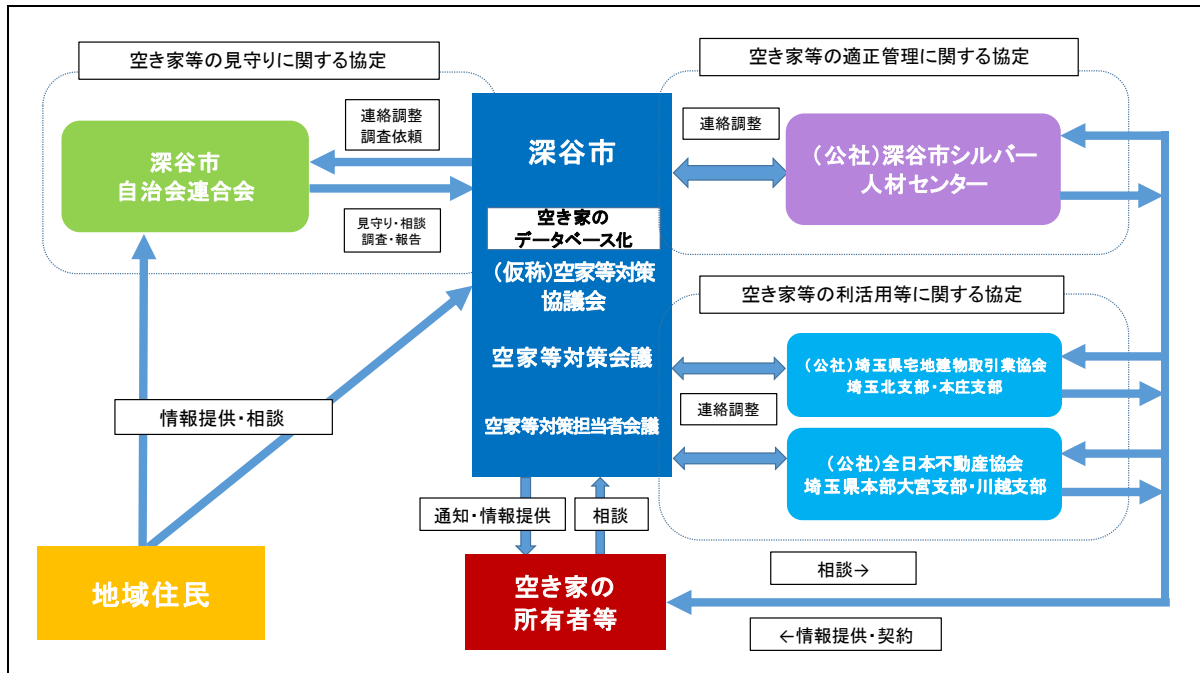 空き家等の見守りに関する協定
連絡調整
調査依頼
深谷市
自治会連合会
見守り・相談
調査・報告
深谷市
空き家の
データベース化
（仮称）空家等対策
協議会
空家等対策会議
空家等対策担当者会議
空き家等の適正管理に関する協定
連絡調整
（公社）深谷市シルバー
人材センター
空き家等の利活用等に関する協定
（公社）埼玉県宅地建物取引業協会
埼玉北支部・本庄支部
連絡調整
（公社）全日本不動産協会
埼玉県本部大宮支部・川越支部
情報提供・相談
通知・情報提供
相談
地域住民
空き家の
所有者等
相談→
←情報提供・契約